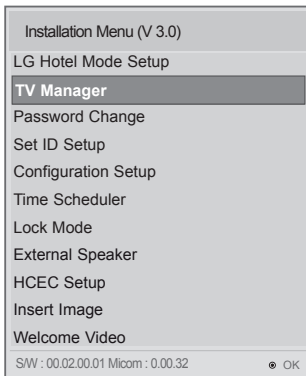 Installation Menu (V 3.0)
LG Hotel Mode Setup
TV Manager
Password Change
Set ID Setup
Configuration Setup
Time Scheduler
Lock Mode
External Speaker
HCEC Setup
Insert Image
Welcome Video
S/W : 00.02.00.01 Micom : 0.00.32 ◉ OK